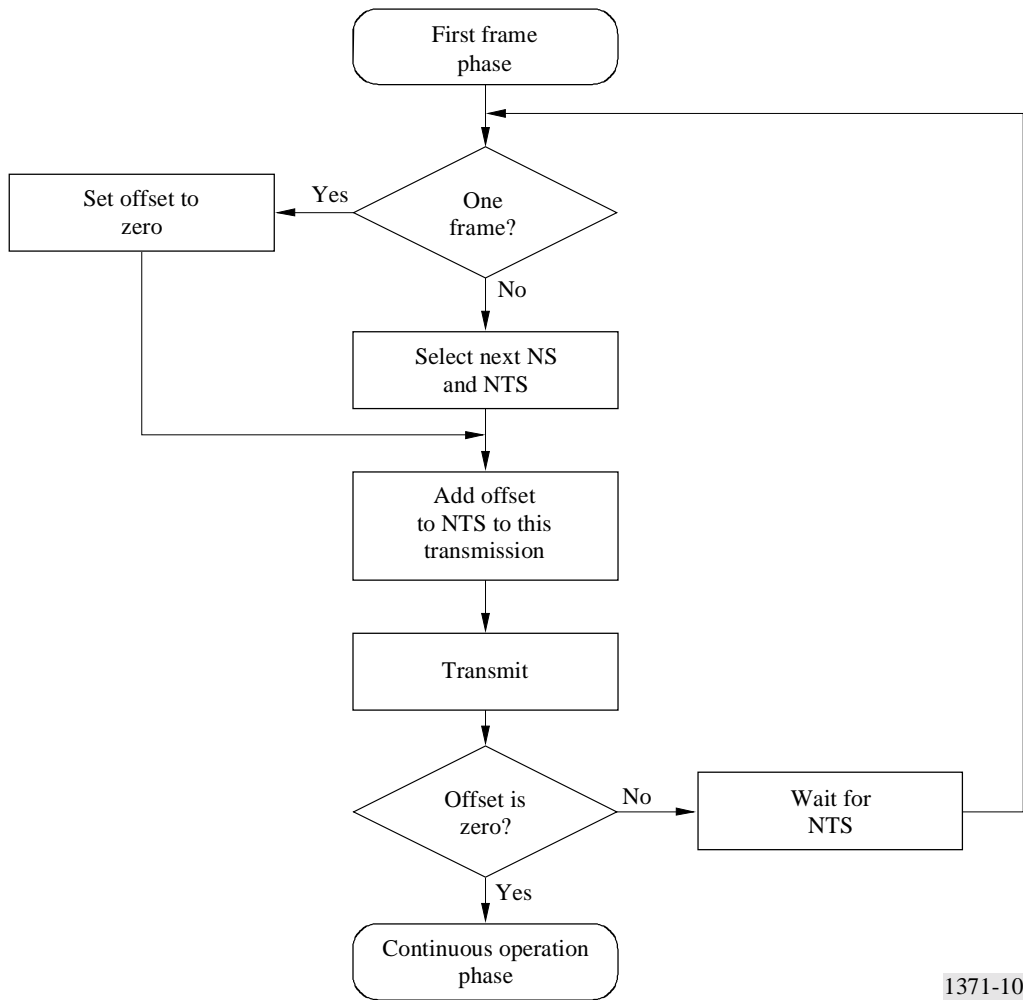 First frame
phase
One
frame?
Yes
Set offset to
zero
No
Select next NS
and NTS
Add offset
to NTS to this
transmission
Transmit
Offset is
zero?
No
Wait for
NTS
Yes
Continuous operation
phase
1371-10